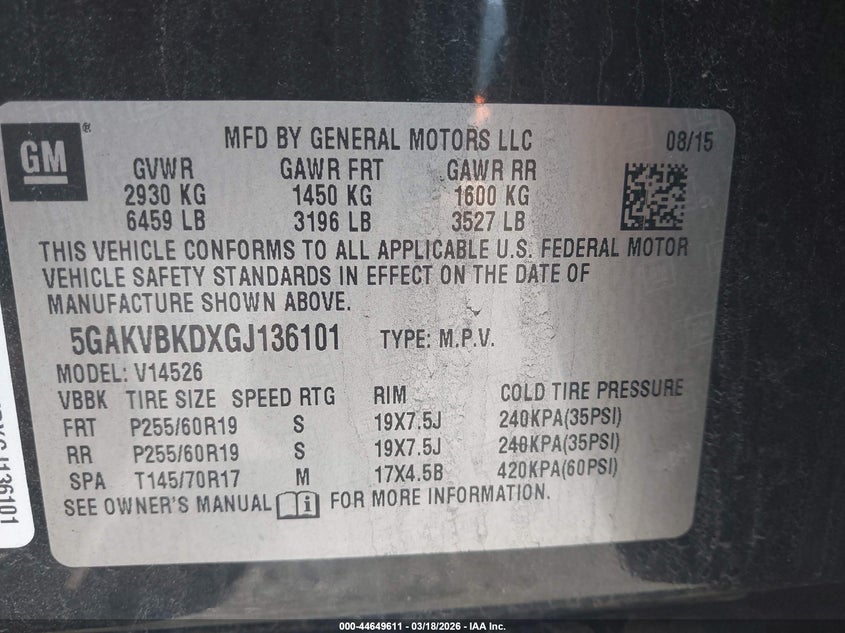 GM®
MFD BY GENERAL MOTORS LLC 08/15
GVWR GAWR FRT GAWR RR
2930 KG 1450 KG 1600 KG
6459 LB 3196 LB 3527 LB
THIS VEHICLE CONFORMS TO ALL APPLICABLE U.S. FEDERAL MOTOR
VEHICLE SAFETY STANDARDS IN EFFECT ON THE DATE OF
MANUFACTURE SHOWN ABOVE.
5GAKVBKDXGJ136101 TYPE: M.P.V.
MODEL: V14526
VBBK TIRE SIZE SPEED RTG RIM COLD TIRE PRESSURE
FRT P255/60R19 S 19X7.5J 240KPA(35PSI)
RR P255/60R19 S 19X7.5J 240KPA(35PSI)
SPA T145/70R17 M 17X4.5B 420KPA(60PSI)
SEE OWNER'S MANUAL i FOR MORE INFORMATION.
J136101
000-44649611 - 03/18/2026 - IAA Inc.